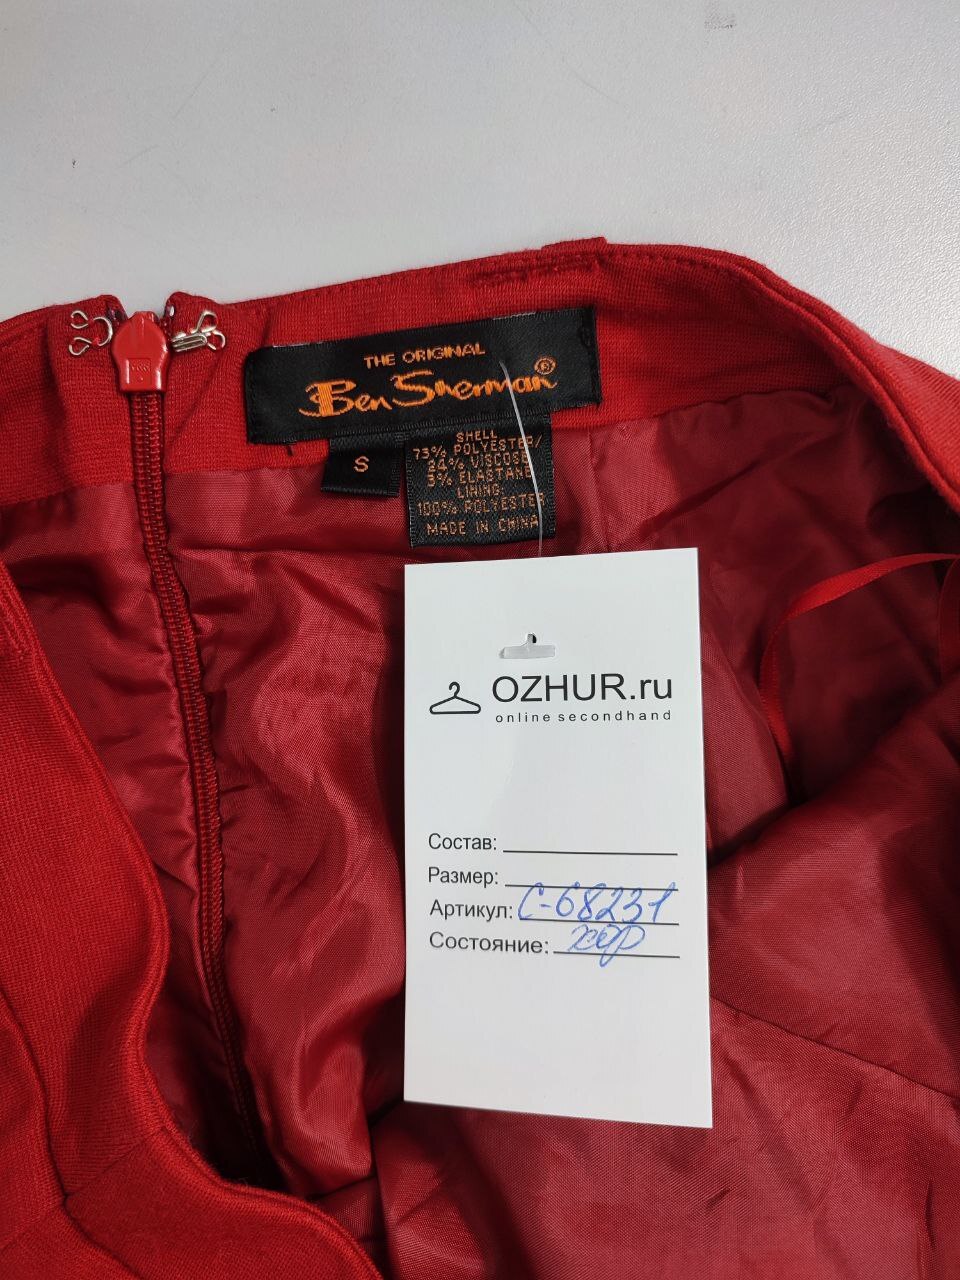 THE ORIGINAL
Ben Sherman®
S
SHELL
73% POLYESTER/
24% VISCOSE
3% ELASTANE
LINING
100% POLYESTER
MADE IN CHINA
OZHUR.ru
online secondhand
Состав:
Размер:
Артикул: С-68231
Состояние: хор